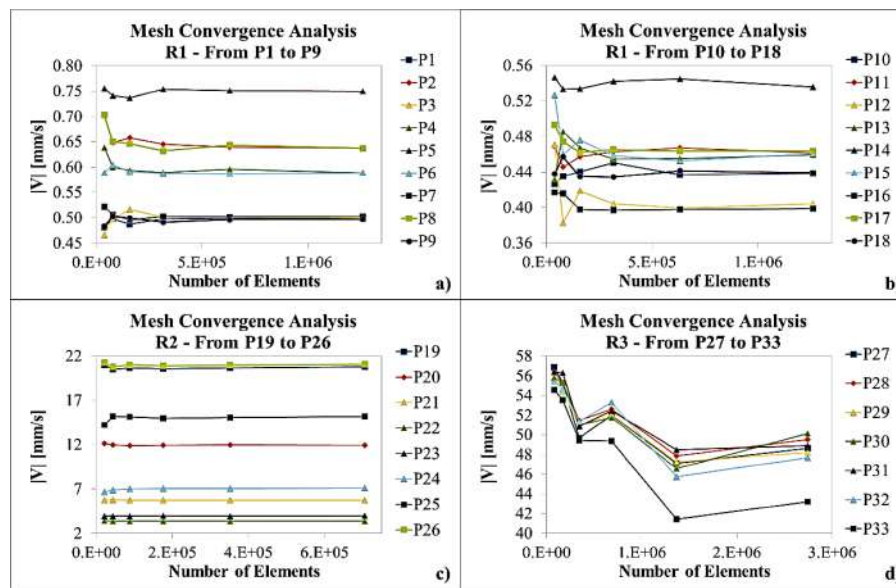 Mesh Convergence Analysis
R1 - From P1 to P9
|V| [mm/s]
0.80
0.75
0.70
0.65
0.60
0.55
0.50
0.45
0.E+00
5.E+05
1.E+06
Number of Elements
P1
P2
P3
P4
P5
P6
P7
P8
P9
a)
Mesh Convergence Analysis
R1 - From P10 to P18
|V| [mm/s]
0.56
0.52
0.48
0.44
0.40
0.36
0.E+00
5.E+05
1.E+06
Number of Elements
P10
P11
P12
P13
P14
P15
P16
P17
P18
b)
Mesh Convergence Analysis
R2 - From P19 to P26
|V| [mm/s]
22
17
12
7
2
0.E+00
2.E+05
4.E+05
6.E+05
Number of Elements
P19
P20
P21
P22
P23
P24
P25
P26
c)
Mesh Convergence Analysis
R3 - From P27 to P33
|V| [mm/s]
58
56
54
52
50
48
46
44
42
40
0.E+00
1.E+06
2.E+06
3.E+06
Number of Elements
P27
P28
P29
P30
P31
P32
P33
d)